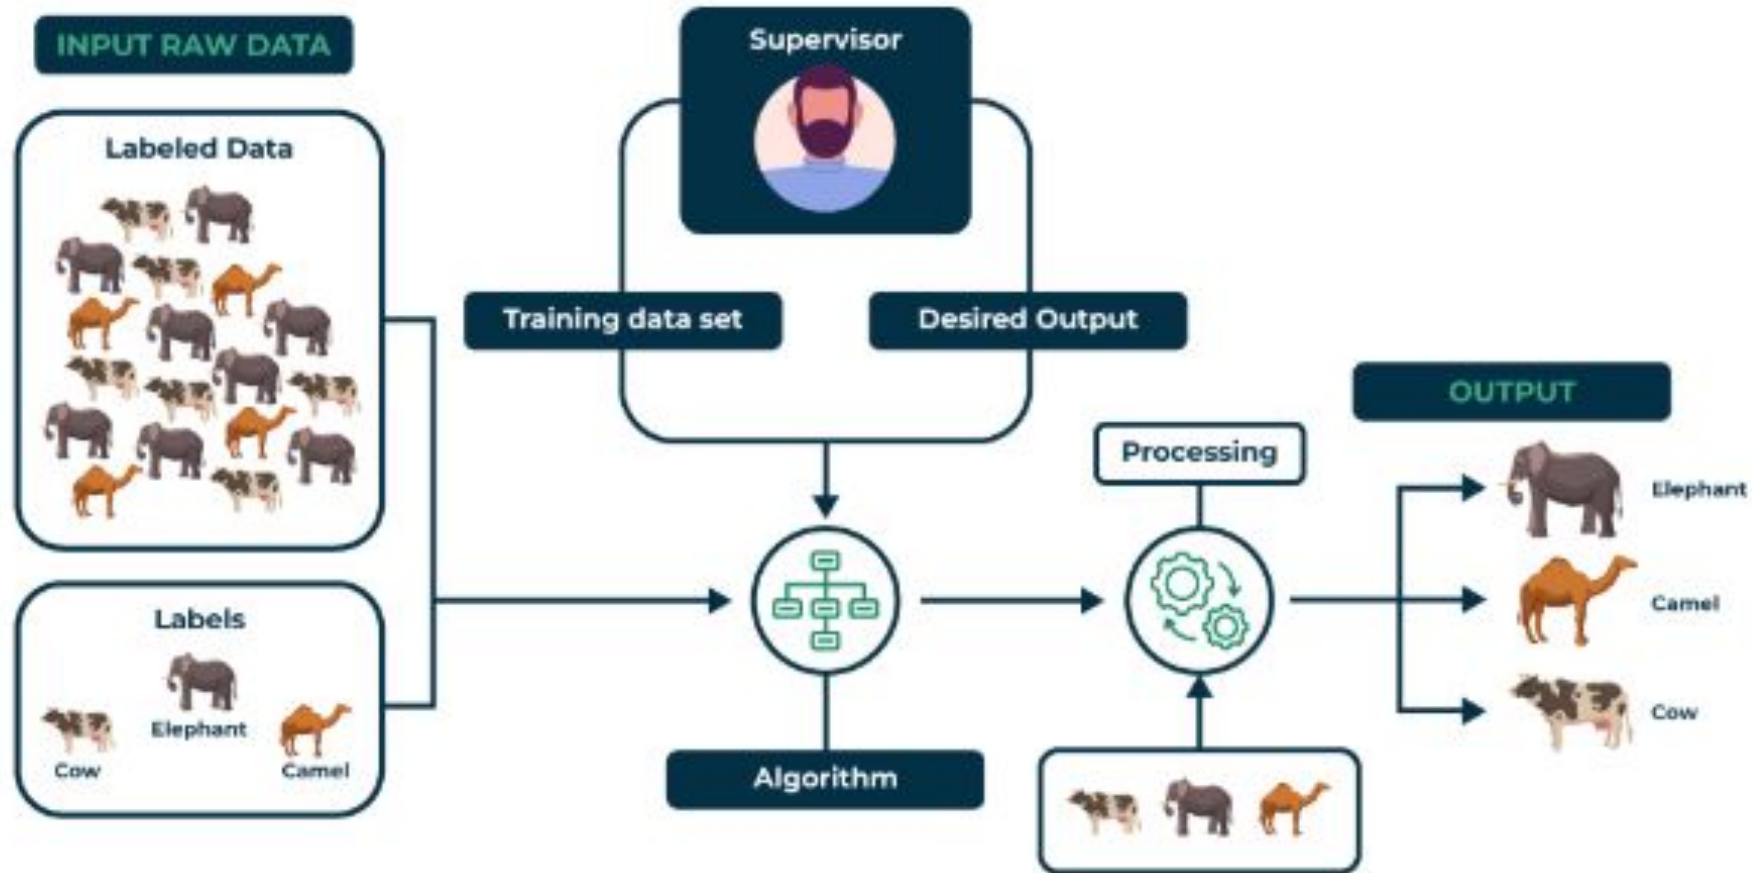 INPUT RAW DATA
Labeled Data
Labels
Elephant
Cow
Camel
Supervisor
Training data set
Desired Output
Algorithm
Processing
OUTPUT
Elephant
Camel
Cow